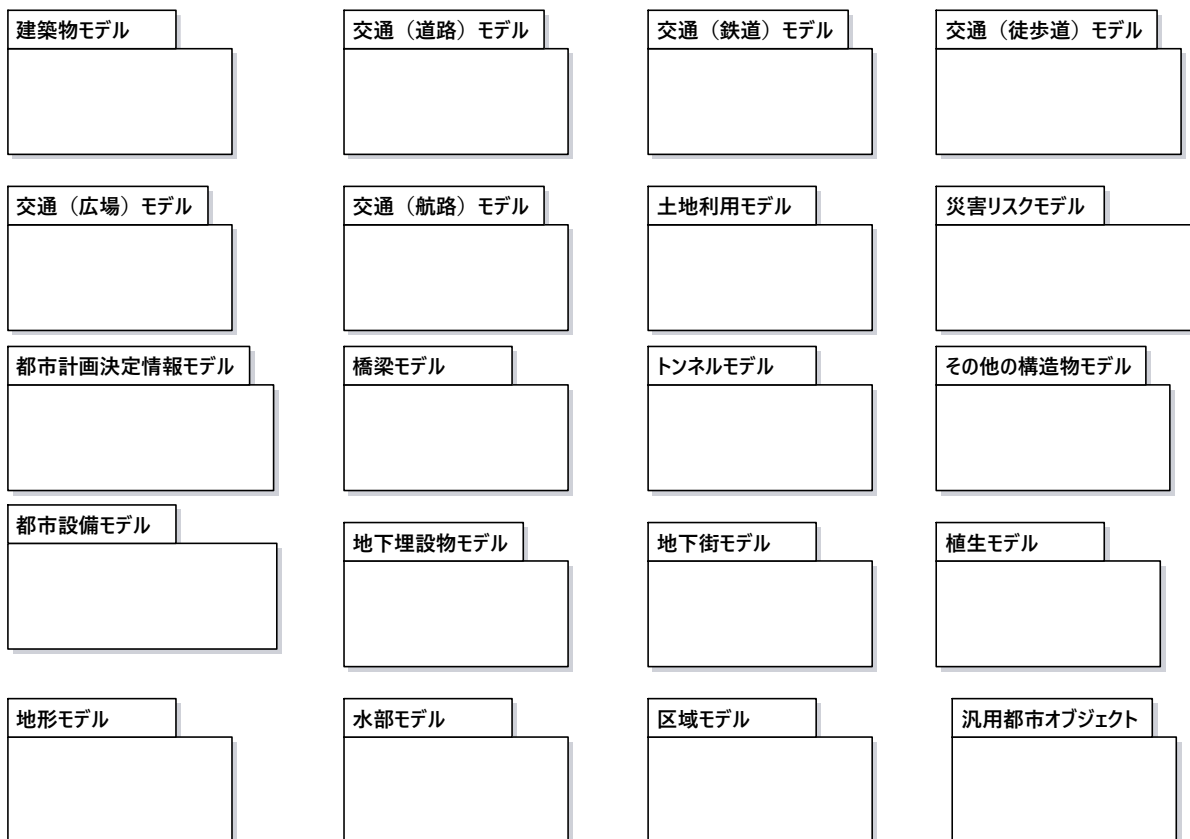 建築物モデル
交通（道路）モデル
交通（鉄道）モデル
交通（徒歩道）モデル
交通（広場）モデル
交通（航路）モデル
土地利用モデル
災害リスクモデル
都市計画決定情報モデル
橋梁モデル
トンネルモデル
その他の構造物モデル
都市設備モデル
地下埋設物モデル
地下街モデル
植生モデル
地形モデル
水部モデル
区域モデル
汎用都市オブジェクト